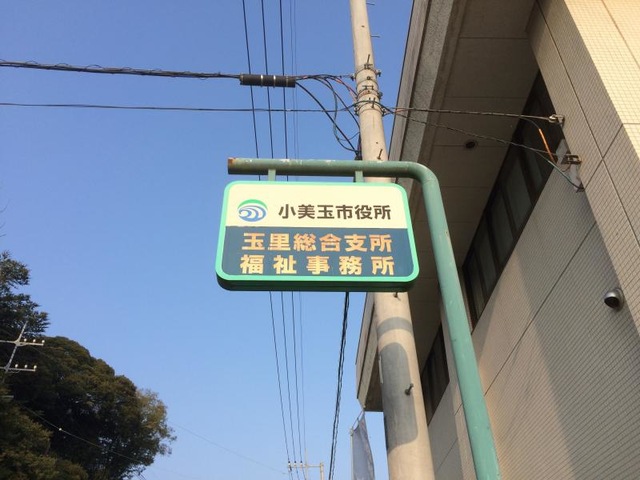 小美玉市役所
玉里総合支所
福祉事務所